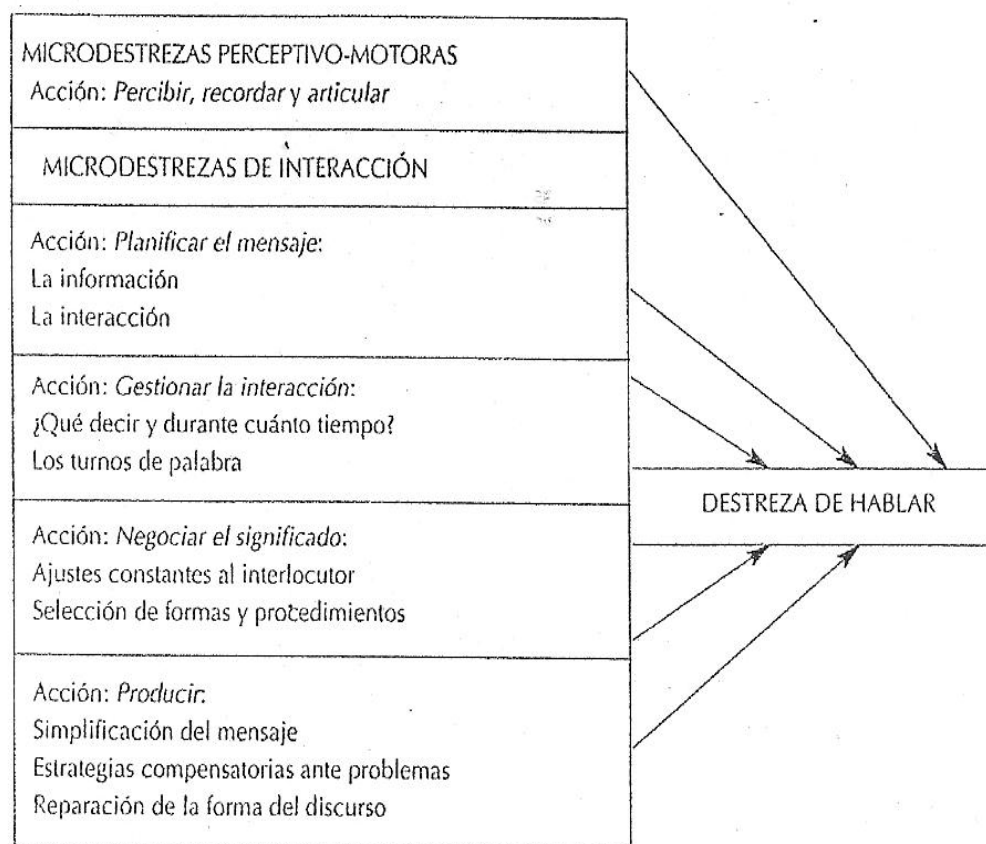 MICRODESTREZAS PERCEPTIVO-MOTORAS
Acción: Percibir, recordar y articular
MICRODESTREZAS DE INTERACCIÓN
Acción: Planificar el mensaje:
La información
La interacción
Acción: Gestionar la interacción:
¿Qué decir y durante cuánto tiempo?
Los turnos de palabra
DESTREZA DE HABLAR
Acción: Negociar el significado:
Ajustes constantes al interlocutor
Selección de formas y procedimientos
Acción: Producir:
Simplificación del mensaje
Estrategias compensatorias ante problemas
Reparación de la forma del discurso